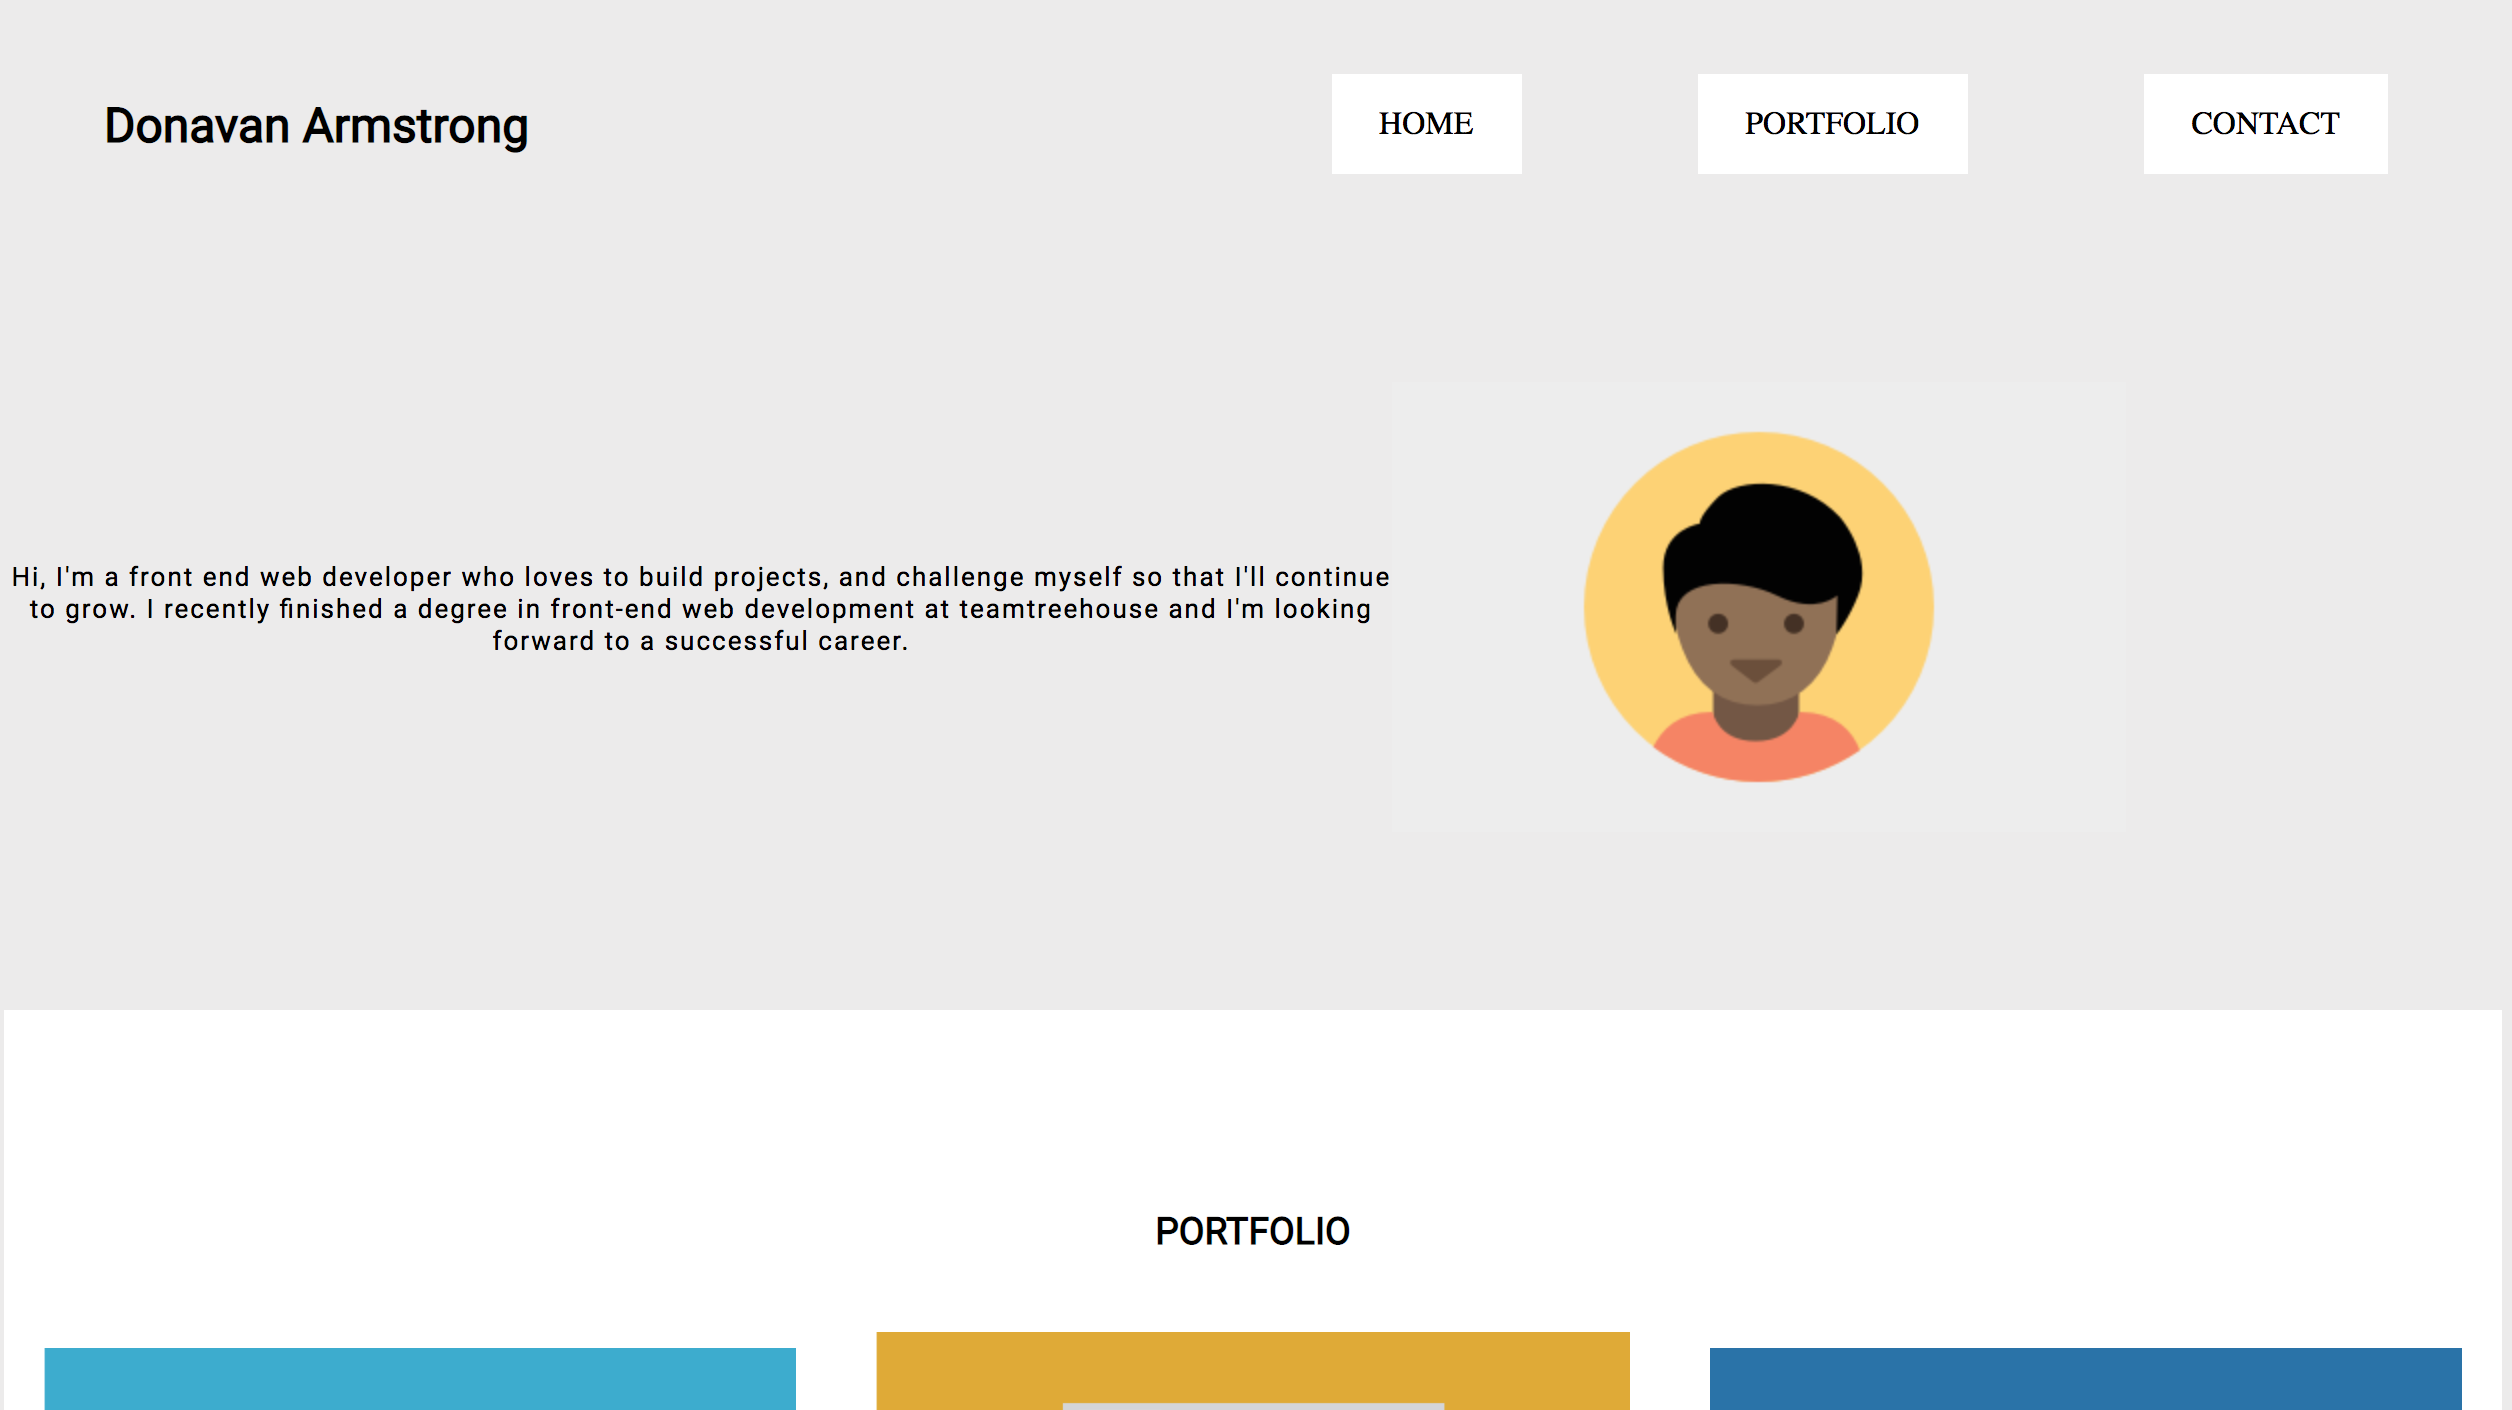 Donavan Armstrong
HOME
PORTFOLIO
CONTACT
Hi, I'm a front end web developer who loves to build projects, and challenge myself so that I'll continue
to grow. I recently finished a degree in front-end web development at teamtreehouse and I'm looking
forward to a successful career.
PORTFOLIO